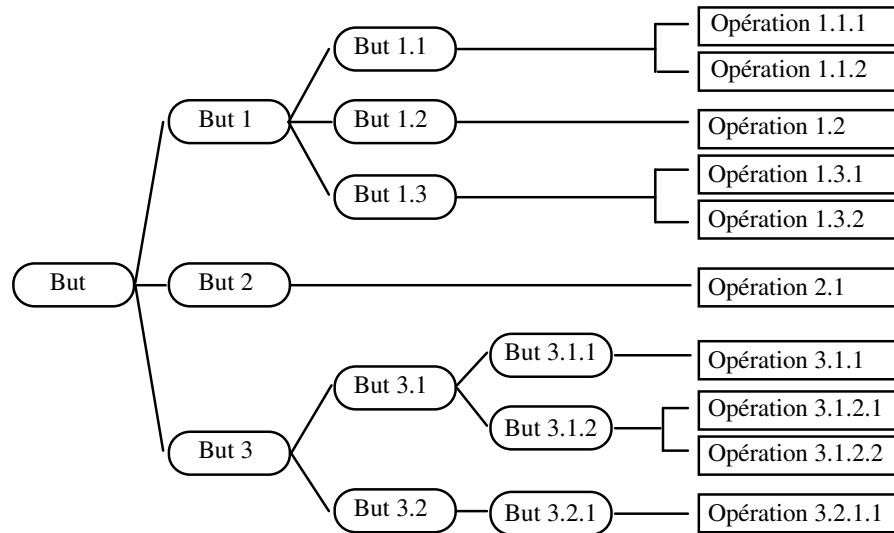 Opération 1.1.1
But 1.1
Opération 1.1.2
But 1
But 1.2
Opération 1.2
Opération 1.3.1
But 1.3
Opération 1.3.2
But
But 2
Opération 2.1
But 3.1.1
Opération 3.1.1
But 3.1
Opération 3.1.2.1
But 3.1.2
But 3
Opération 3.1.2.2
But 3.2
But 3.2.1
Opération 3.2.1.1